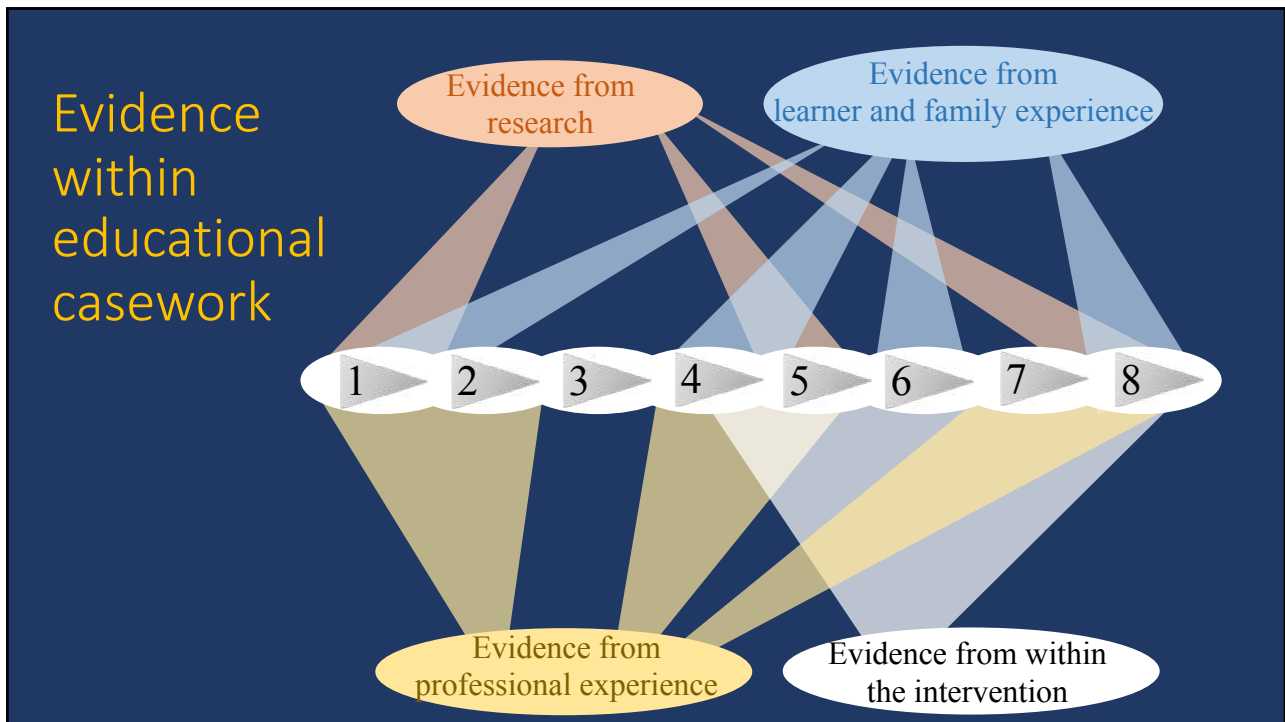 Evidence
within
educational
casework
Evidence from
research
Evidence from
learner and family experience
1 2 3 4 5 6 7 8
Evidence from
professional experience
Evidence from within
the intervention